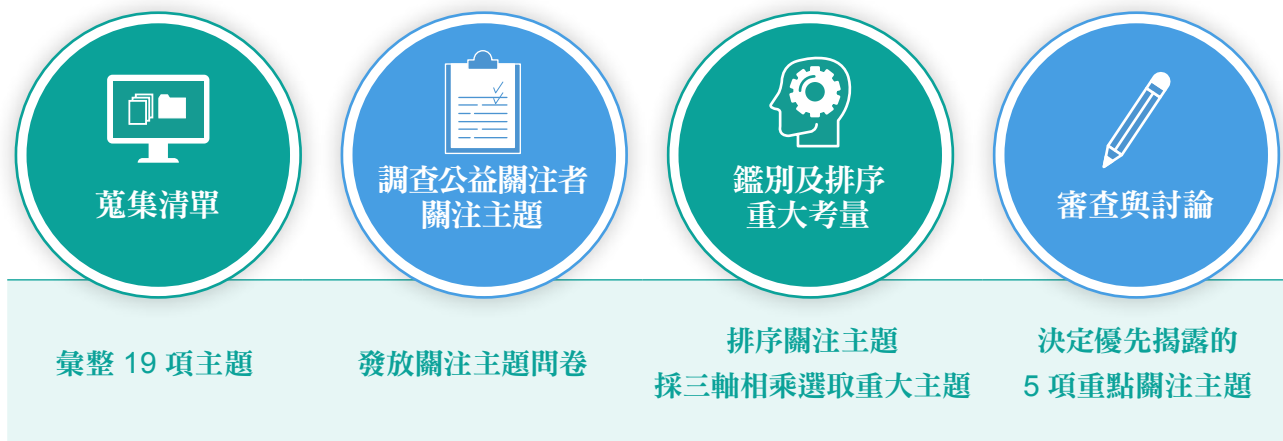 蒐集清單
調查公益關注者
關注主題
鑑別及排序
重大考量
審查與討論
彙整 19 項主題
發放關注主題問卷
排序關注主題
採三軸相乘選取重大主題
決定優先揭露的
5 項重點關注主題